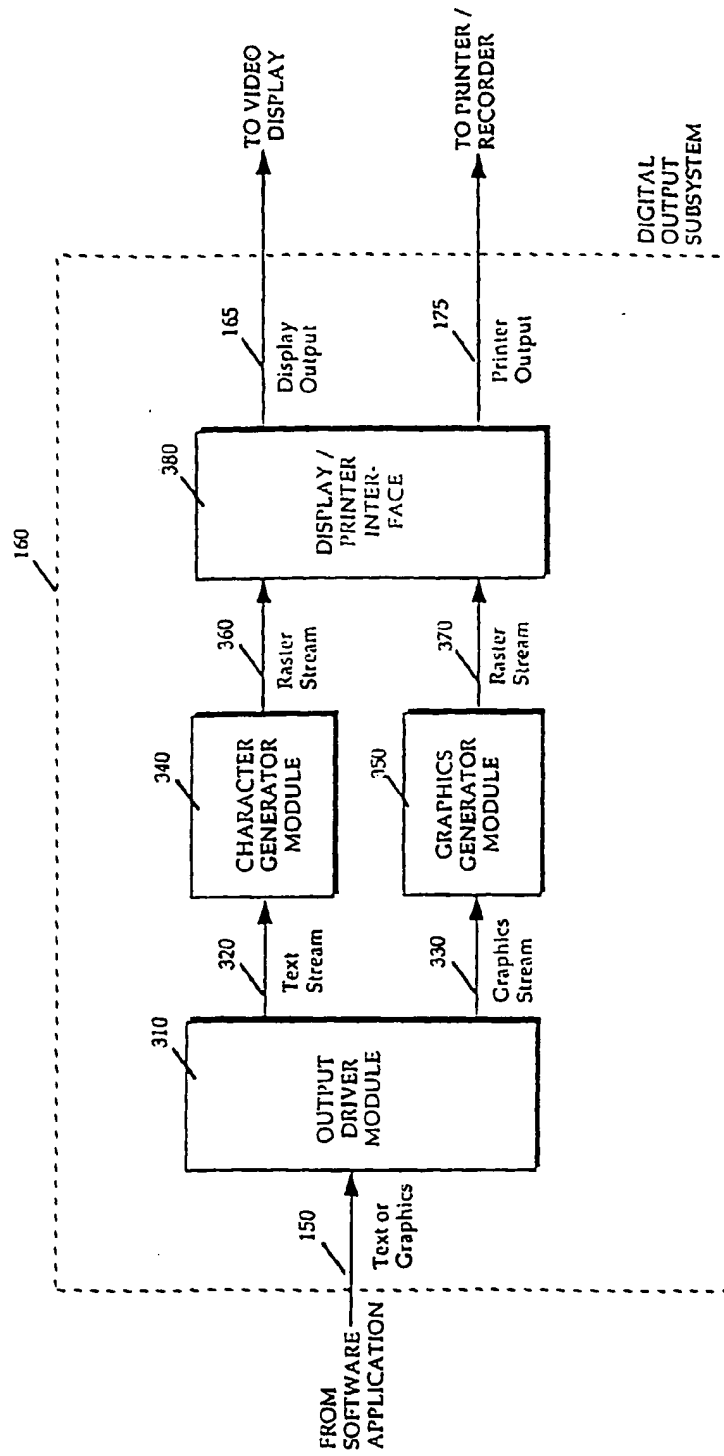 FROM
SOFTWARE
APPLICATION
150
Text or
Graphics
310
OUTPUT
DRIVER
MODULE
320
Text
Stream
330
Graphics
Stream
340
CHARACTER
GENERATOR
MODULE
350
GRAPHICS
GENERATOR
MODULE
360
Raster
Stream
370
Raster
Stream
380
DISPLAY /
PRINTER
INTER-
FACE
165
Display
Output
175
Printer
Output
160
TO VIDEO
DISPLAY
TO PRINTER /
RECORDER
DIGITAL
OUTPUT
SUBSYSTEM